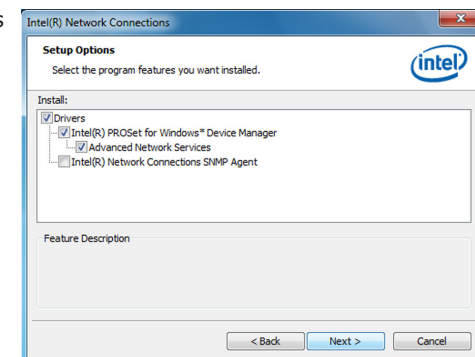 s
Intel(R) Network Connections
Setup Options
Select the program features you want installed.
intel
Install:
Drivers
Intel(R) PROSet for Windows* Device Manager
Advanced Network Services
Intel(R) Network Connections SNMP Agent
Feature Description
< Back Next > Cancel